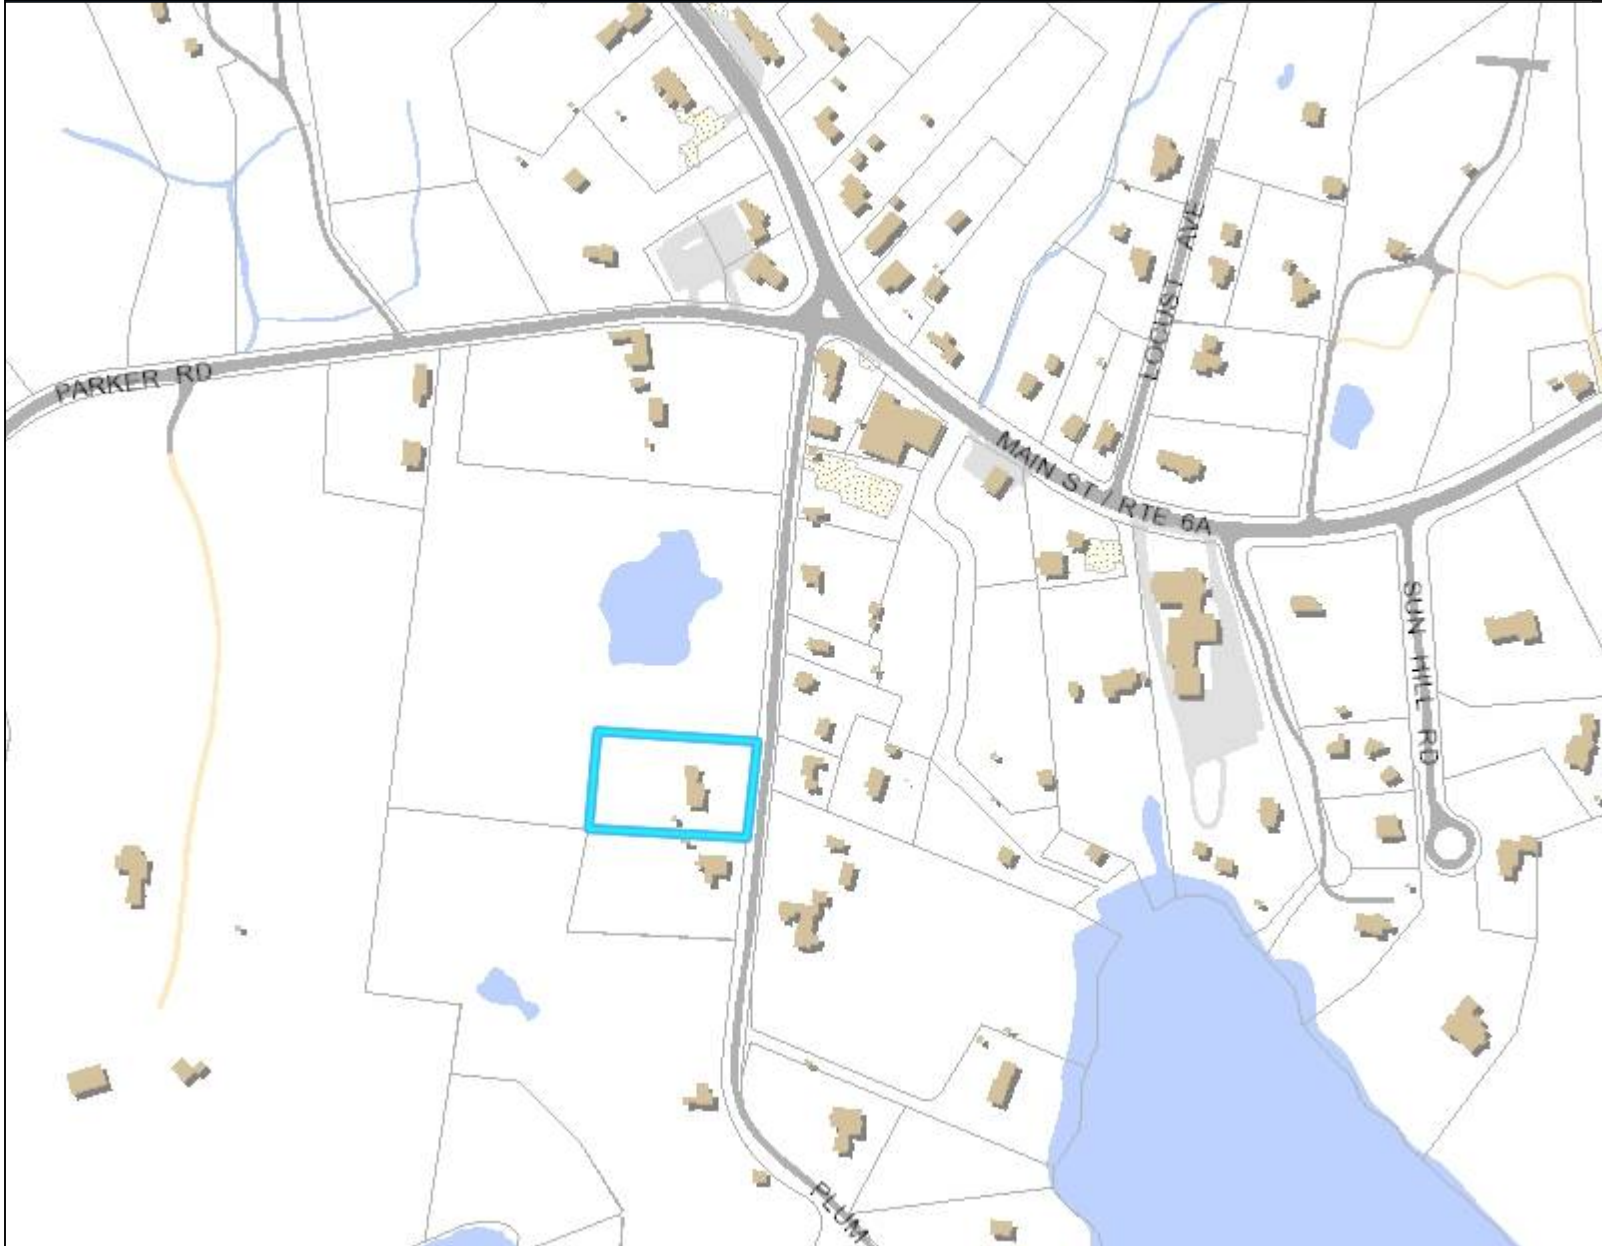 PARKER RD
LOCUST AVE
MAIN ST / RTE 6A
SUN HILL RD
PLUM